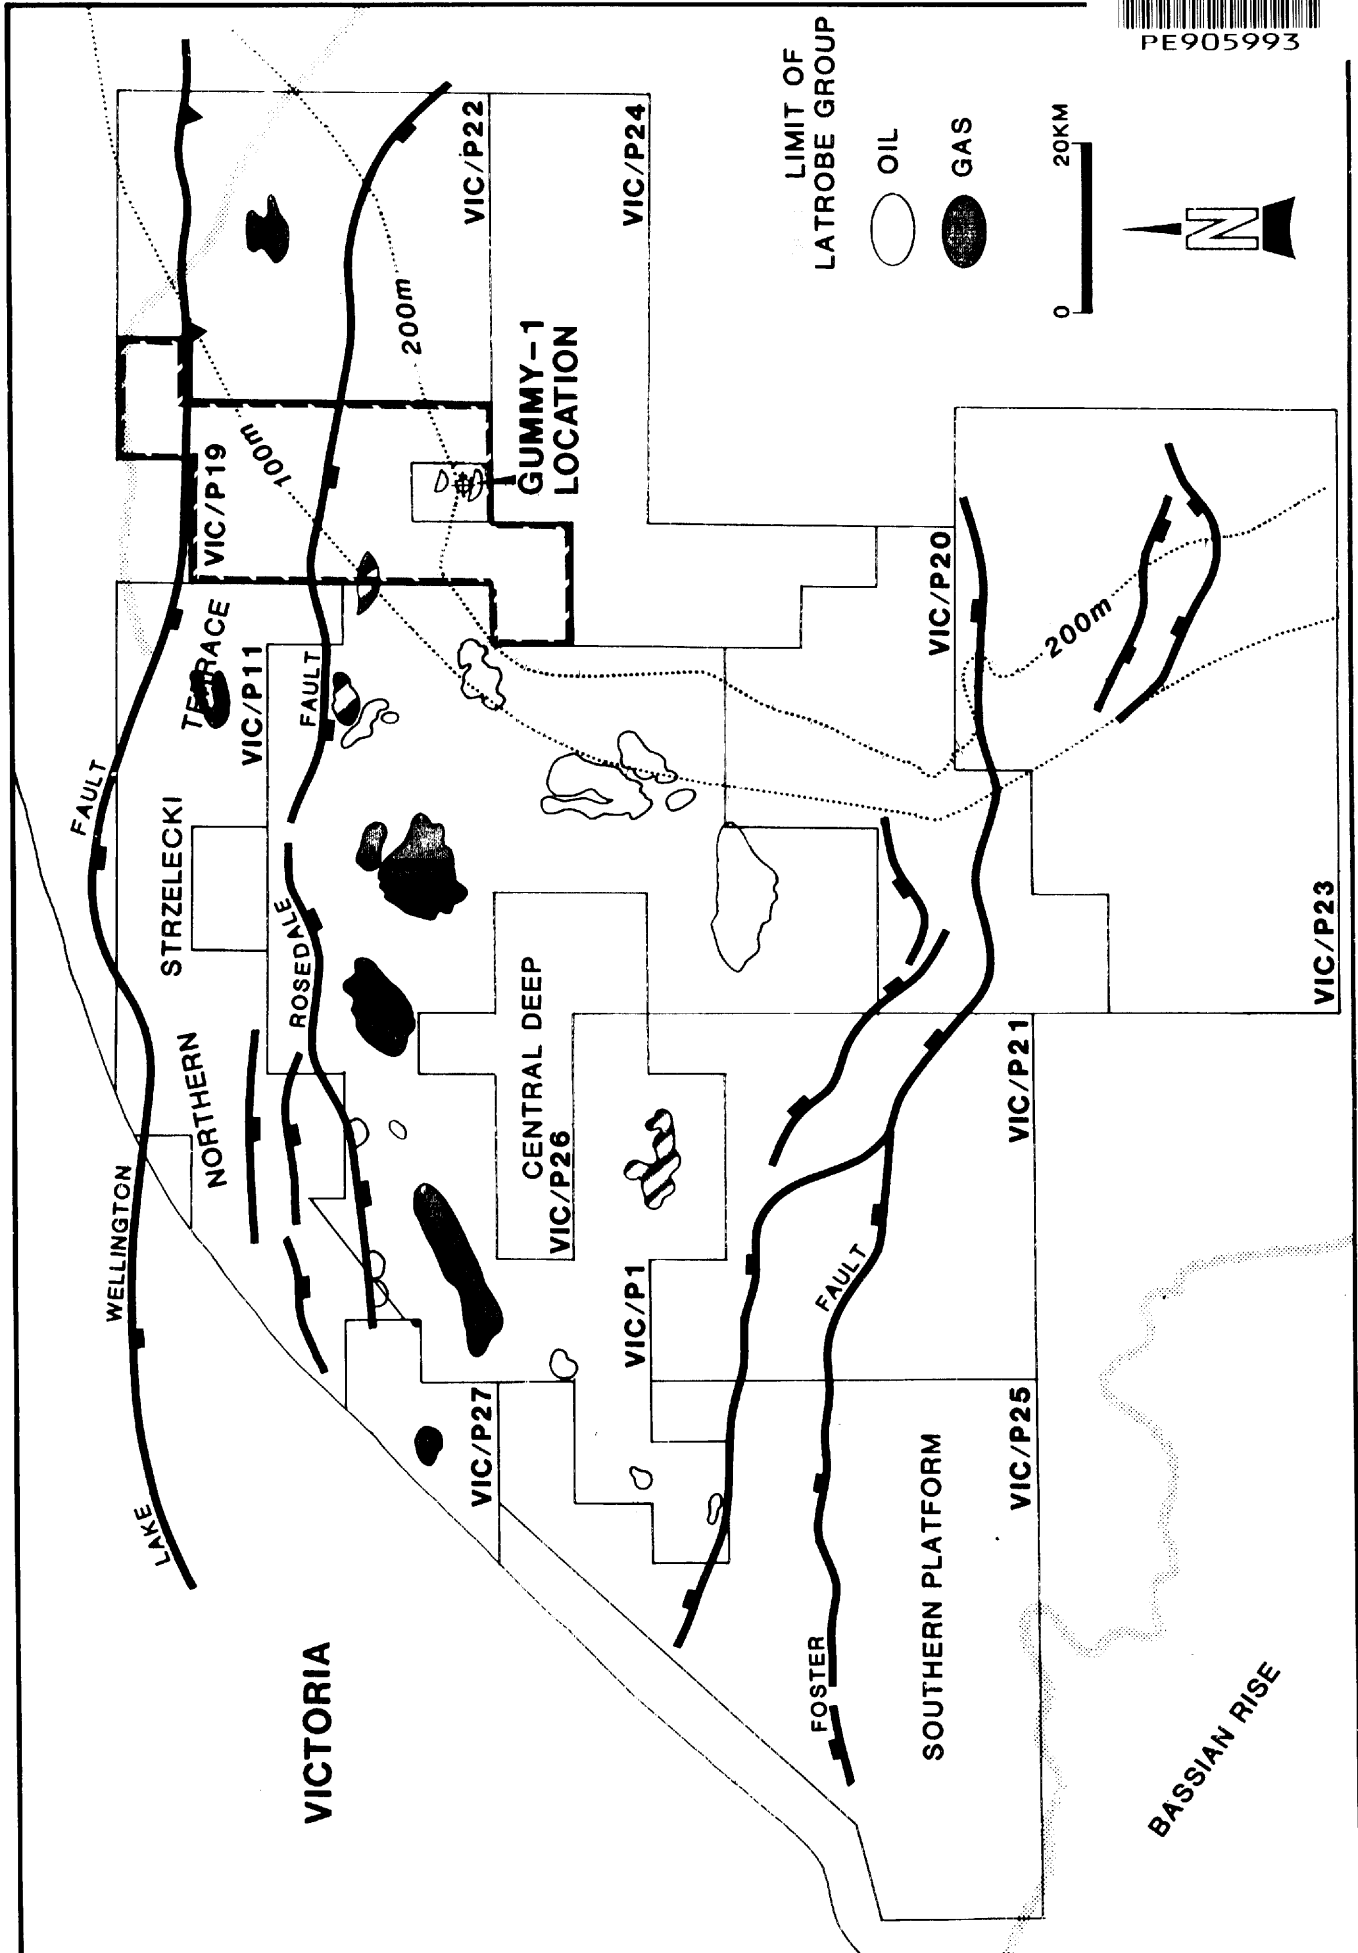 PE905993
LIMIT OF
LATROBE GROUP
OIL
GAS
0
20KM
N
VICTORIA
LAKE
WELLINGTON
FAULT
NORTHERN
STRZELECKI
TERRACE
VIC/P11
VIC/P19
100m
VIC/P22
VIC/P24
200m
GUMMY-1
LOCATION
ROSEDALE
FAULT
CENTRAL DEEP
VIC/P26
VIC/P1
VIC/P27
VIC/P20
200m
VIC/P23
VIC/P21
VIC/P25
FOSTER
FAULT
SOUTHERN PLATFORM
BASSIAN RISE